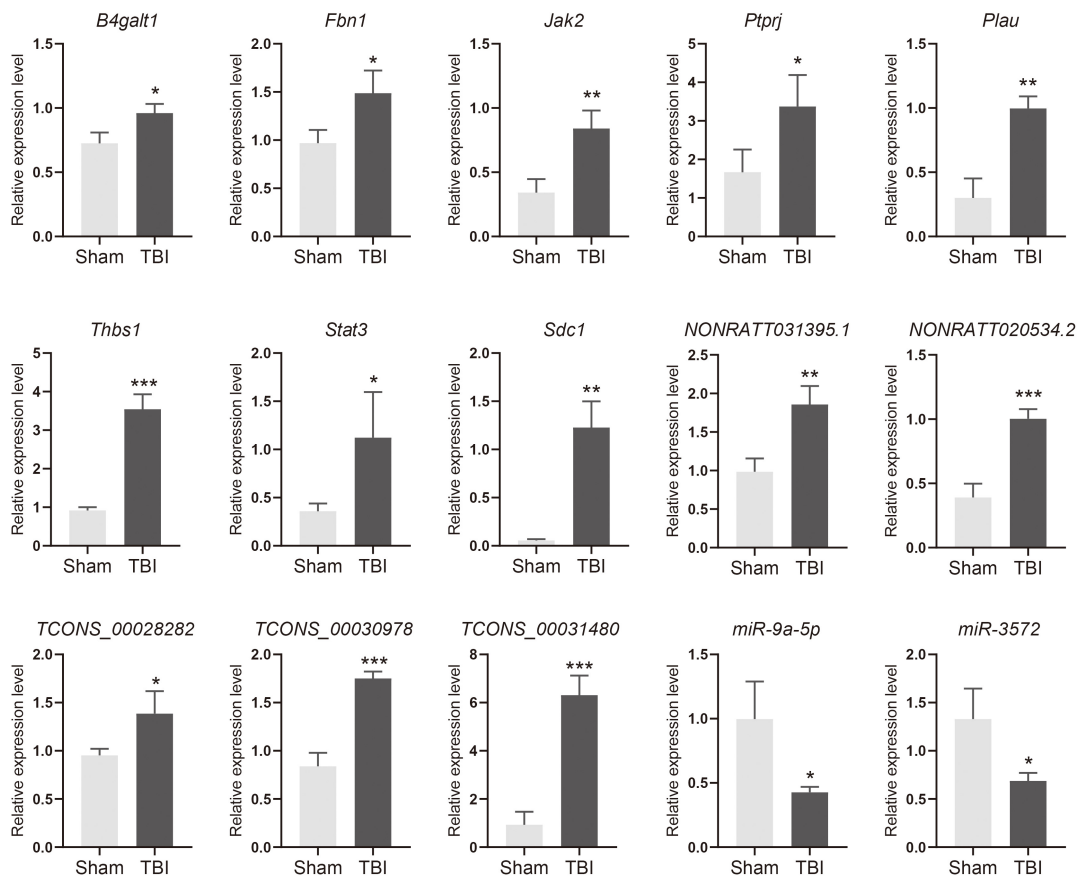 B4galt1
Relative expression level
1.5
1.0
0.5
0.0
*
Sham TBI
Fbn1
Relative expression level
2.0
1.5
1.0
0.5
0.0
*
Sham TBI
Jak2
Relative expression level
1.5
1.0
0.5
0.0
**
Sham TBI
Ptprj
Relative expression level
5
4
3
2
1
0
*
Sham TBI
Plau
Relative expression level
1.5
1.0
0.5
0.0
**
Sham TBI
Thbs1
Relative expression level
5
4
3
2
1
0
***
Sham TBI
Stat3
Relative expression level
2.0
1.5
1.0
0.5
0.0
*
Sham TBI
Sdc1
Relative expression level
2.0
1.5
1.0
0.5
0.0
**
Sham TBI
NONRATT031395.1
Relative expression level
2.5
2.0
1.5
1.0
0.5
0.0
**
Sham TBI
NONRATT020534.2
Relative expression level
1.5
1.0
0.5
0.0
***
Sham TBI
TCONS_00028282
Relative expression level
2.0
1.5
1.0
0.5
0.0
*
Sham TBI
TCONS_00030978
Relative expression level
2.0
1.5
1.0
0.5
0.0
***
Sham TBI
TCONS_00031480
Relative expression level
8
6
4
2
0
***
Sham TBI
miR-9a-5p
Relative expression level
1.5
1.0
0.5
0.0
*
Sham TBI
miR-3572
Relative expression level
2.0
1.5
1.0
0.5
0.0
*
Sham TBI